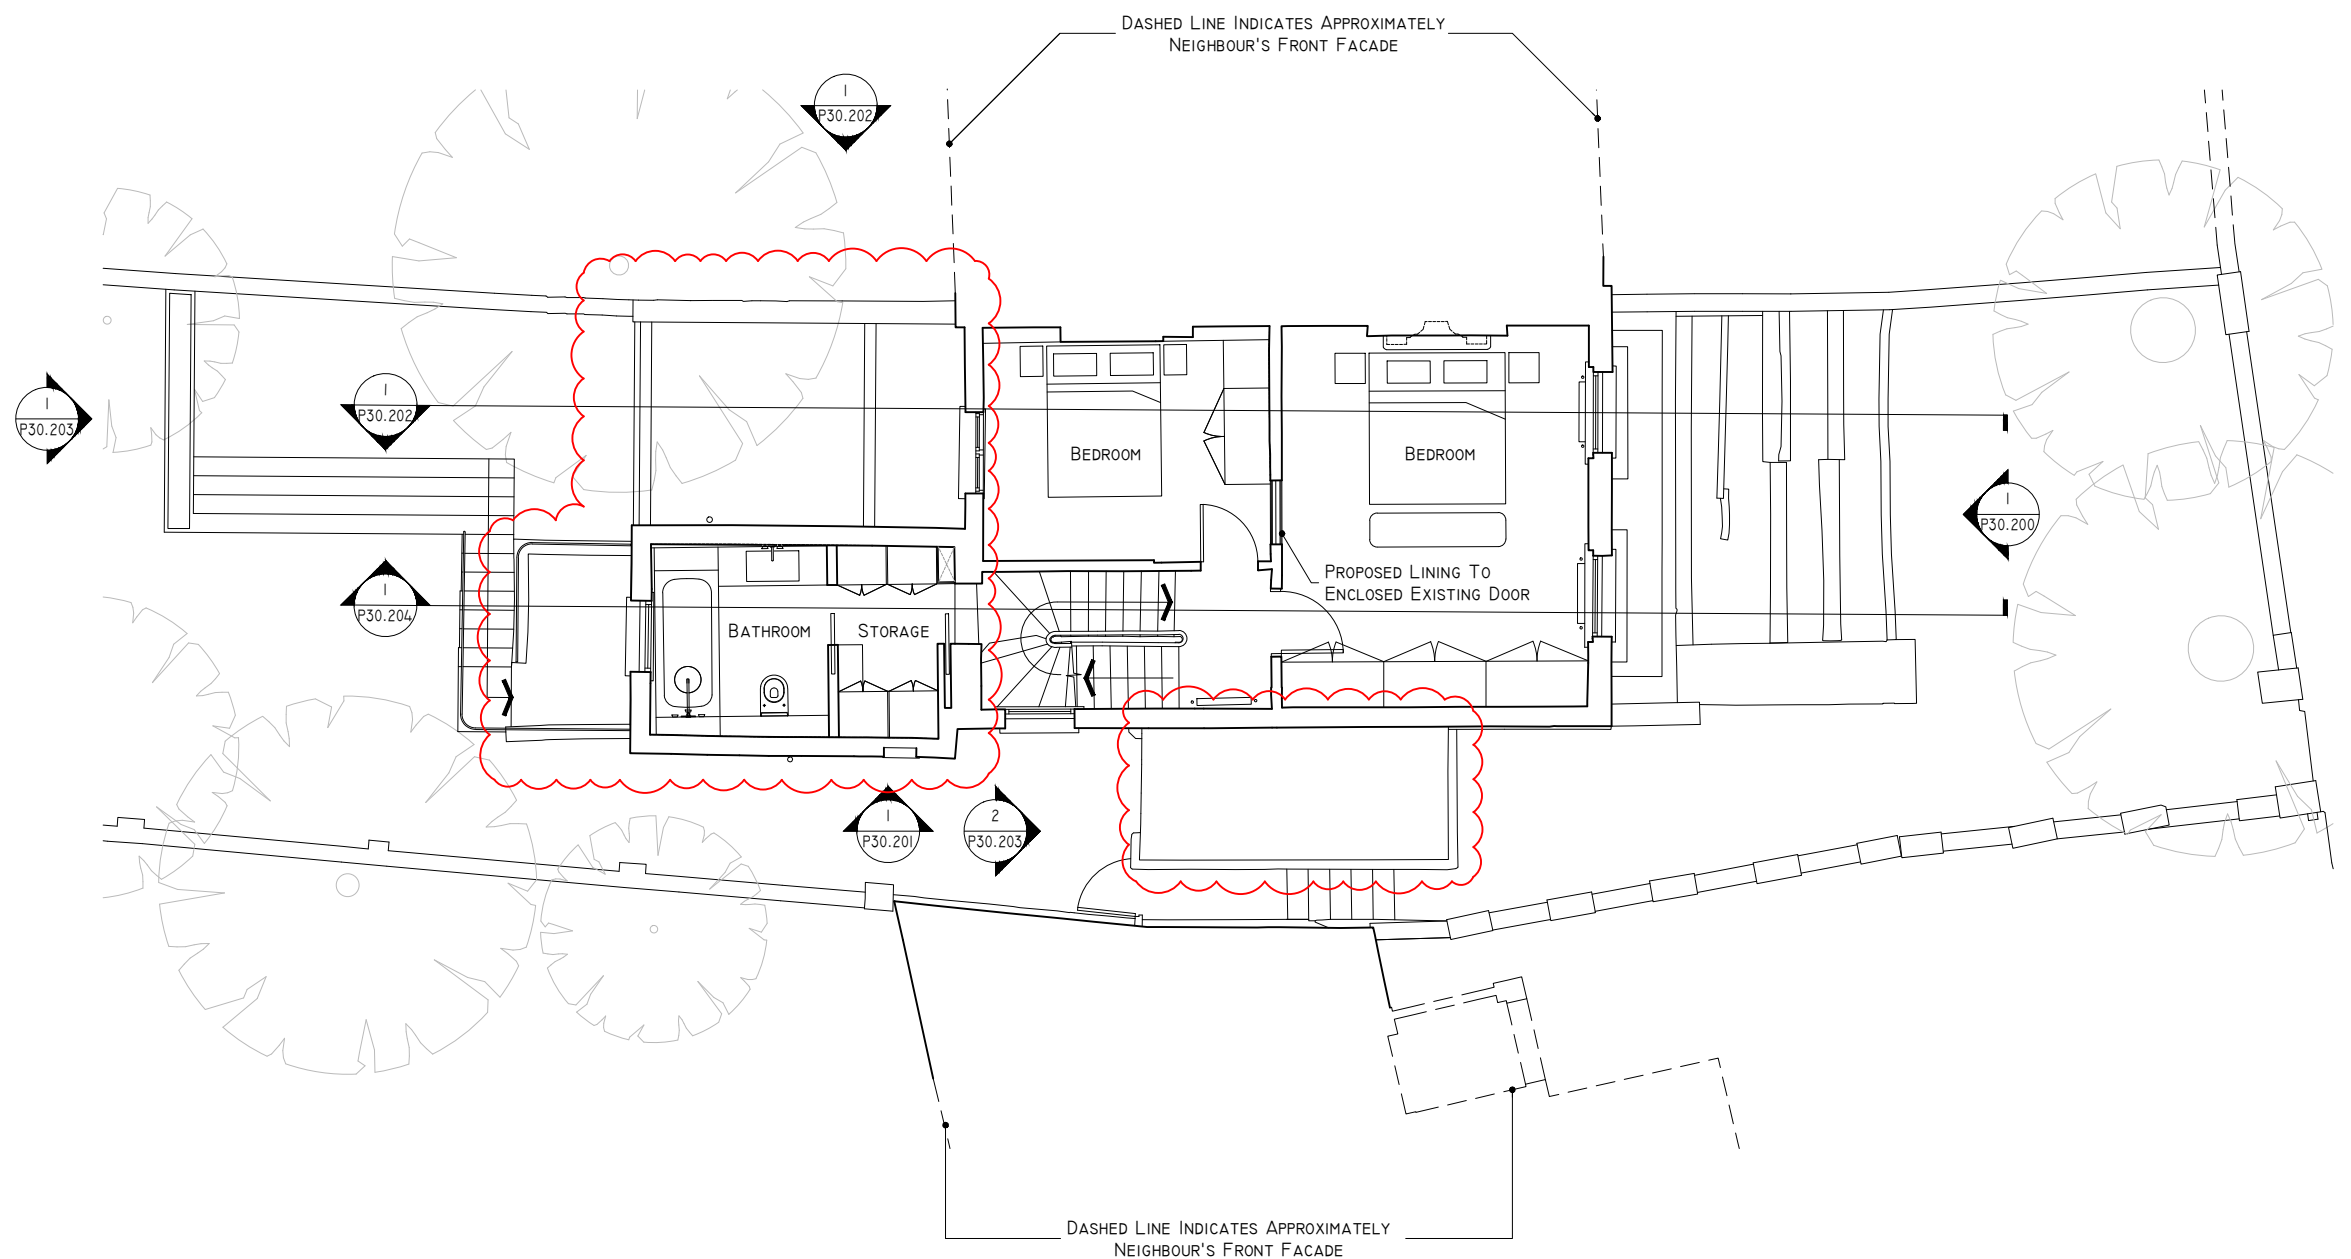 DASHED LINE INDICATES APPROXIMATELY
NEIGHBOUR'S FRONT FACADE
1
P30.202
1
P30.202
1
P30.203
BEDROOM
BEDROOM
1
P30.200
PROPOSED LINING TO
ENCLOSED EXISTING DOOR
1
P30.204
BATHROOM
STORAGE
1
P30.201
2
P30.203
DASHED LINE INDICATES APPROXIMATELY
NEIGHBOUR'S FRONT FACADE